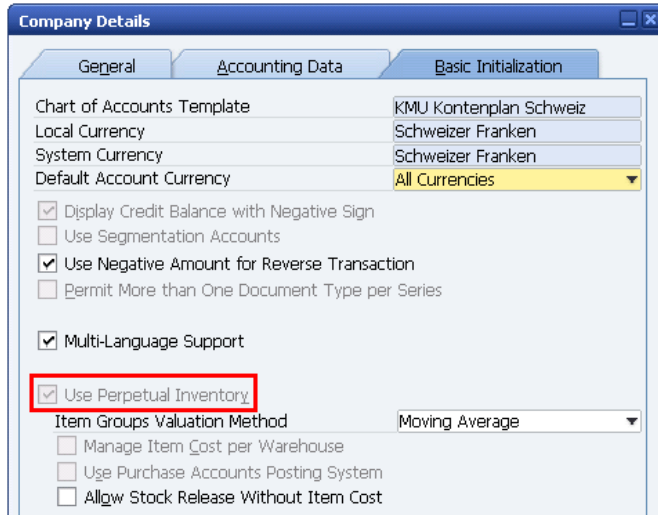 Company Details
General Accounting Data Basic Initialization
Chart of Accounts Template KMU Kontenplan Schweiz
Local Currency Schweizer Franken
System Currency Schweizer Franken
Default Account Currency All Currencies
Display Credit Balance with Negative Sign
Use Segmentation Accounts
Use Negative Amount for Reverse Transaction
Permit More than One Document Type per Series
Multi-Language Support
Use Perpetual Inventory
Item Groups Valuation Method Moving Average
Manage Item Cost per Warehouse
Use Purchase Accounts Posting System
Allow Stock Release Without Item Cost